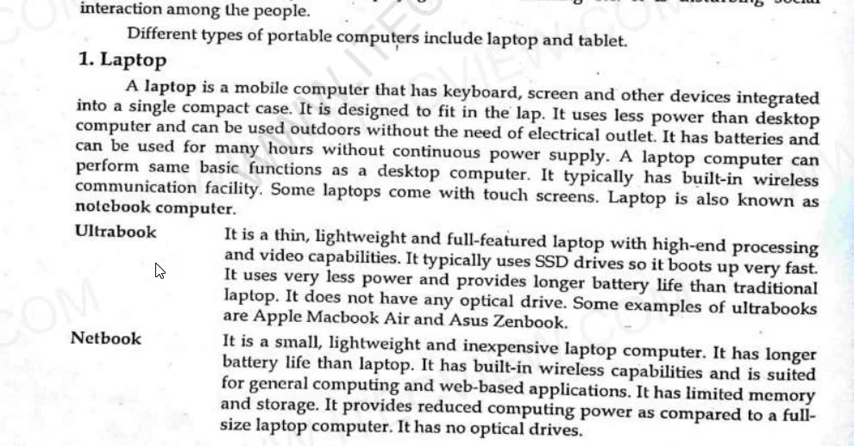 interaction among the people.
Different types of portable computers include laptop and tablet.
1. Laptop
A laptop is a mobile computer that has keyboard, screen and other devices integrated
into a single compact case. It is designed to fit in the lap. It uses less power than desktop
computer and can be used outdoors without the need of electrical outlet. It has batteries and
can be used for many hours without continuous power supply. A laptop computer can
perform same basic functions as a desktop computer. It typically has built-in wireless
communication facility. Some laptops come with touch screens. Laptop is also known as
notebook computer.
Ultrabook It is a thin, lightweight and full-featured laptop with high-end processing
and video capabilities. It typically uses SSD drives so it boots up very fast.
It uses very less power and provides longer battery life than traditional
laptop. It does not have any optical drive. Some examples of ultrabooks
are Apple Macbook Air and Asus Zenbook.
Netbook It is a small, lightweight and inexpensive laptop computer. It has longer
battery life than laptop. It has built-in wireless capabilities and is suited
for general computing and web-based applications. It has limited memory
and storage. It provides reduced computing power as compared to a full-
size laptop computer. It has no optical drives.